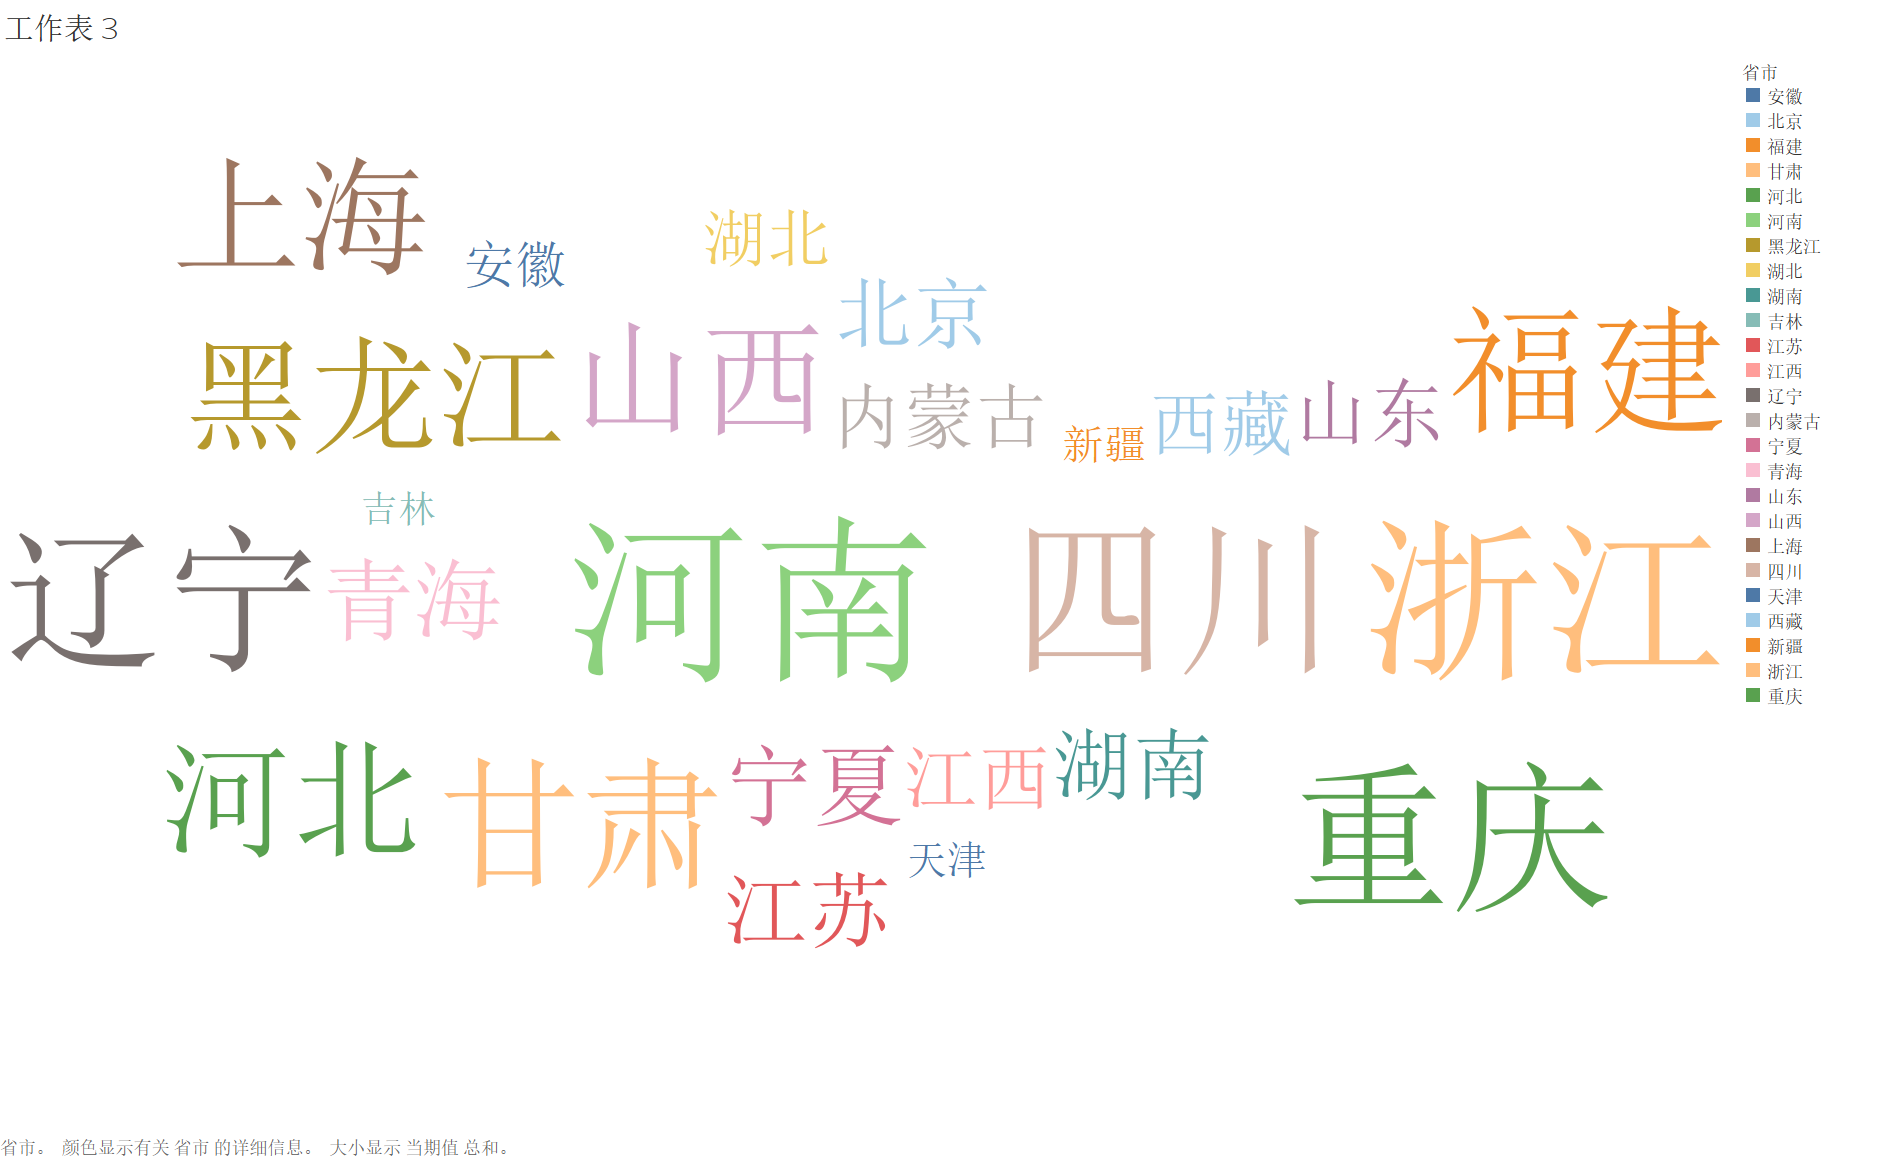 工作表 3
上海
安徽
湖北
北京
黑龙江
山西
内蒙古
新疆
西藏
山东
福建
吉林
辽宁
青海
河南
四川
浙江
河北
甘肃
宁夏
江西
湖南
天津
江苏
重庆
省市
安徽
北京
福建
甘肃
河北
河南
黑龙江
湖北
湖南
吉林
江苏
江西
辽宁
内蒙古
宁夏
青海
山东
山西
上海
四川
天津
西藏
新疆
浙江
重庆
省市。 颜色显示有关 省市 的详细信息。 大小显示 当期值 总和。